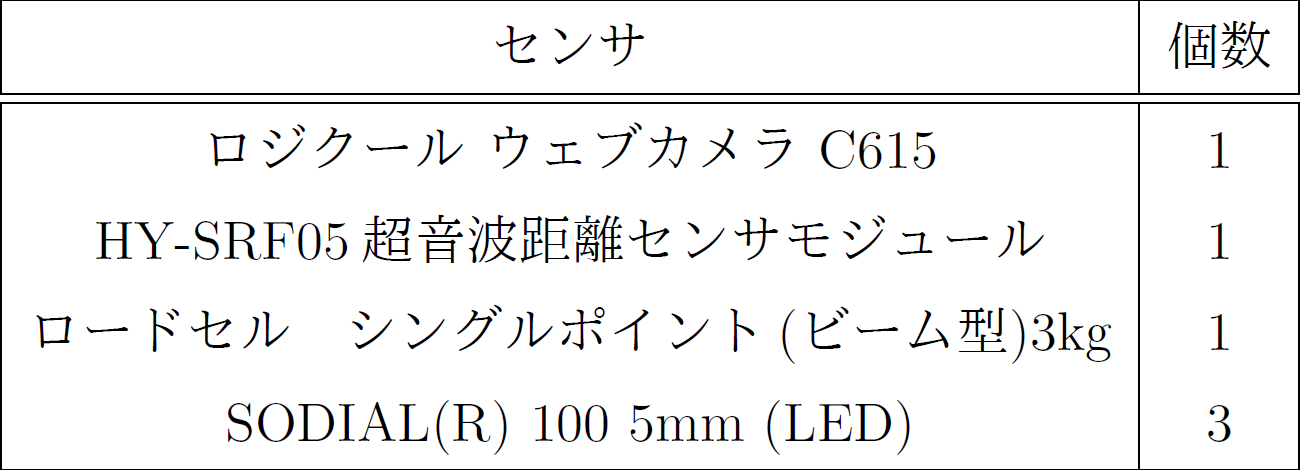 センサ 個数
ロジクール ウェブカメラ C615 1
HY-SRF05 超音波距離センサモジュール 1
ロードセル　シングルポイント (ビーム型)3kg 1
SODIAL(R) 100 5mm (LED) 3